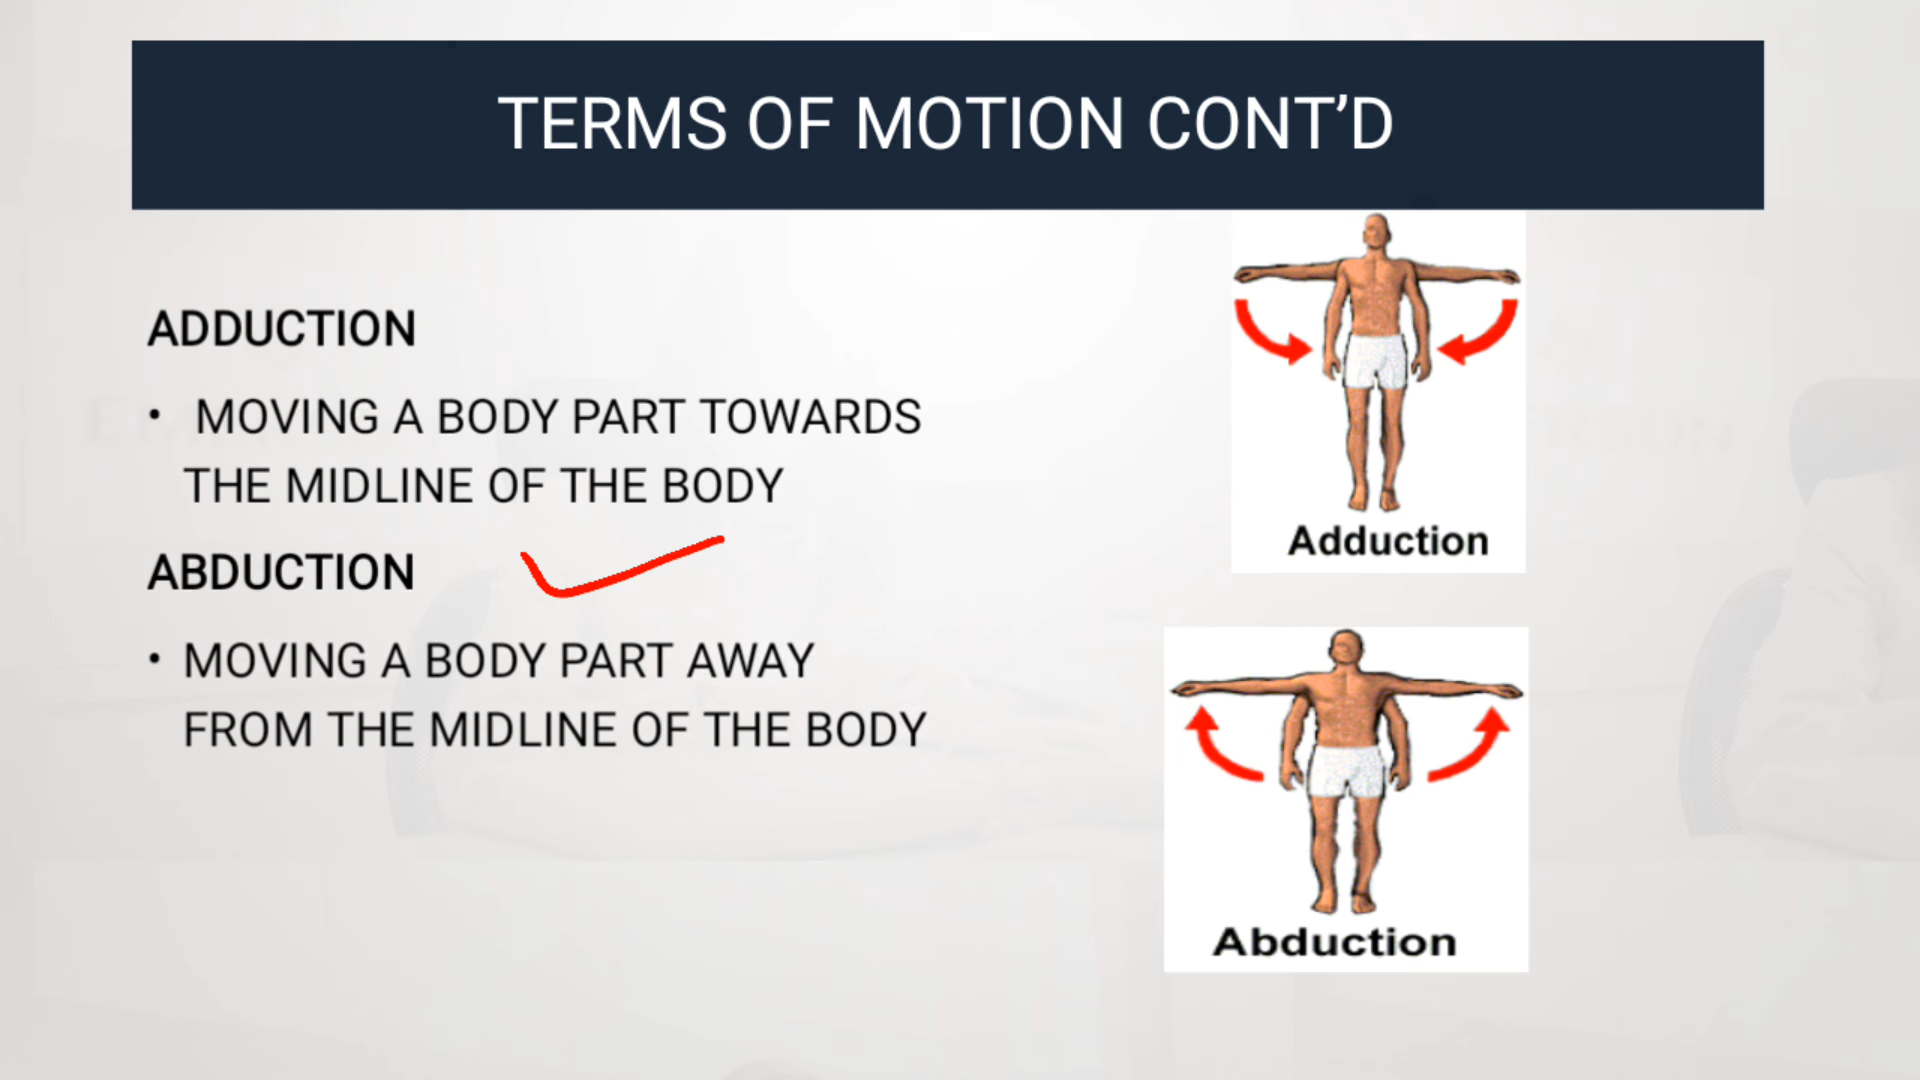 TERMS OF MOTION CONT’D
ADDUCTION
• MOVING A BODY PART TOWARDS
THE MIDLINE OF THE BODY
ABDUCTION
• MOVING A BODY PART AWAY
FROM THE MIDLINE OF THE BODY
Adduction
Abduction